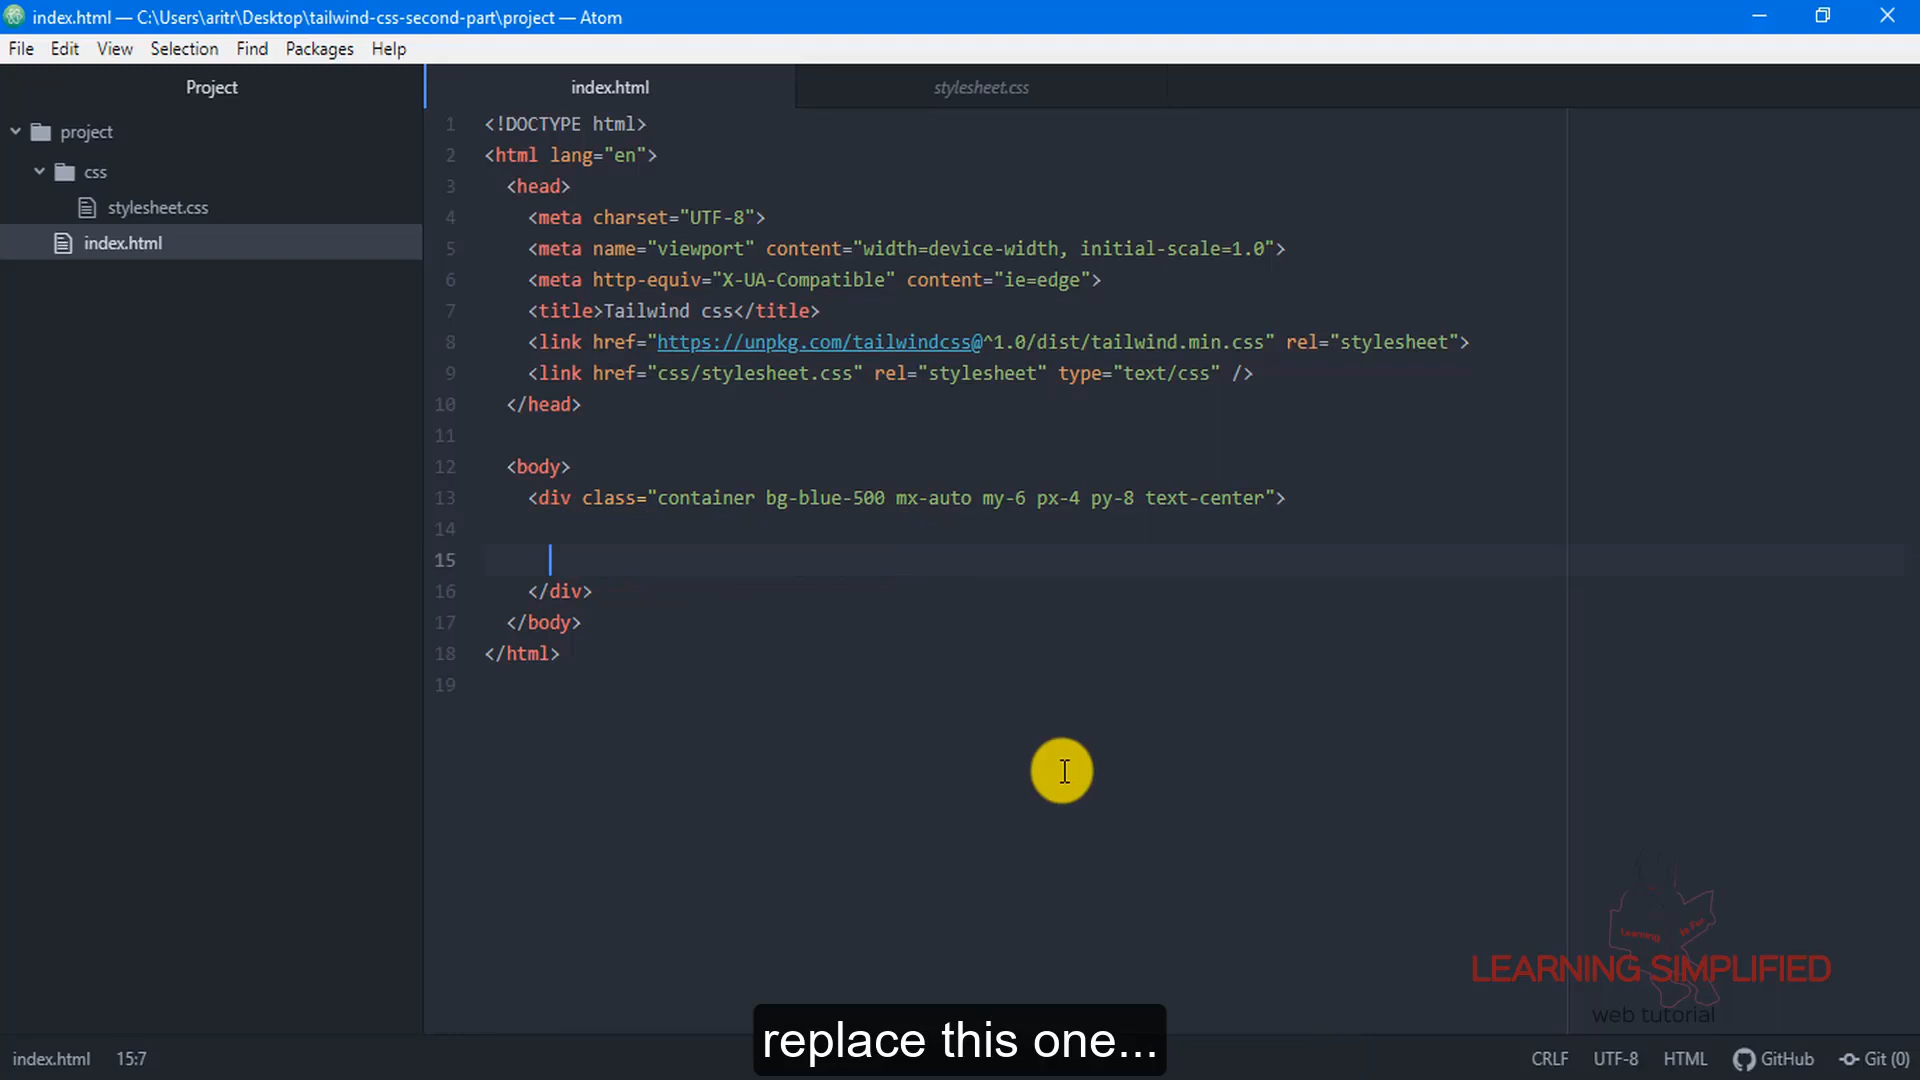 index.html — C:\Users\aritr\Desktop\tailwind-css-second-part\project — Atom
File Edit View Selection Find Packages Help
Project
index.html
stylesheet.css
project
css
stylesheet.css
index.html
1 <!DOCTYPE html>
2 <html lang="en">
3 <head>
4 <meta charset="UTF-8">
5 <meta name="viewport" content="width=device-width, initial-scale=1.0">
6 <meta http-equiv="X-UA-Compatible" content="ie=edge">
7 <title>Tailwind css</title>
8 <link href="https://unpkg.com/tailwindcss@^1.0/dist/tailwind.min.css" rel="stylesheet">
9 <link href="css/stylesheet.css" rel="stylesheet" type="text/css" />
10 </head>
11
12 <body>
13 <div class="container bg-blue-500 mx-auto my-6 px-4 py-8 text-center">
14
15
16 </div>
17 </body>
18 </html>
19
Learning is Fun
LEARNING SIMPLIFIED
web tutorial
replace this one...
index.html 15:7
CRLF UTF-8 HTML GitHub Git (0)